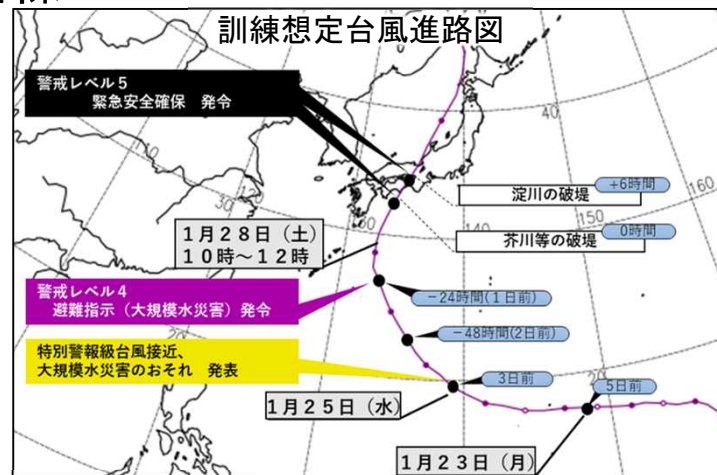 訓練想定台風進路図
警戒レベル５
緊急安全確保　発令
＋6時間
淀川の破堤
0時間
芥川等の破堤
１月２８日（土）
１０時～１２時
警戒レベル４
避難指示（大規模水災害）発令
－24時間(1日前)
－48時間(2日前)
特別警報級台風接近、
大規模水災害のおそれ　発表
3日前
5日前
１月２５日（水）
１月２３日（月）
40
30
20
20
130
140
150
160